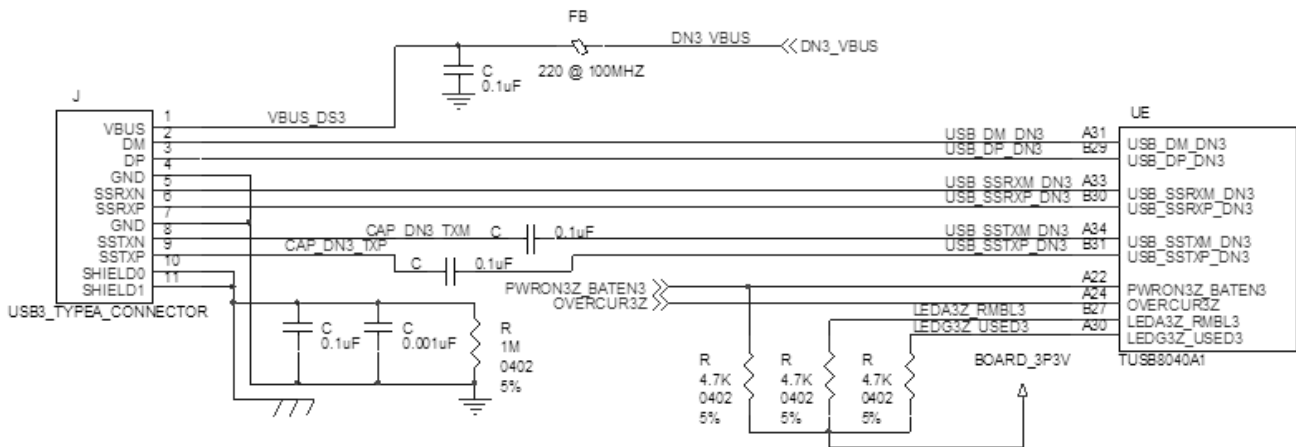 FB
DN3_VBUS
DN3_VBUS
C
0.1uF
220 @ 100MHZ
J
1
VBUS_DS3
UE
VBUS
2
USB_DM_DN3
A31
DM
3
USB_DP_DN3
B29
USB_DM_DN3
DP
4
USB_DP_DN3
GND
5
USB_SSRXM_DN3
A33
SSRXN
6
USB_SSRXP_DN3
B30
USB_SSRXM_DN3
SSRXP
7
USB_SSRXP_DN3
GND
8
CAP_DN3_TXM
C
0.1uF
USB_SSTXM_DN3
A34
SSTXN
9
CAP_DN3_TXP
USB_SSTXP_DN3
B31
USB_SSTXM_DN3
SSTXP
10
C
0.1uF
USB_SSTXP_DN3
SHIELD0
11
A22
SHIELD1
PWRON3Z_BATEN3
PWRON3Z_BATEN3
USB3_TYPEA_CONNECTOR
OVERCUR3Z
A24
OVERCUR3Z
LEDA3Z_RMBL3
B27
LEDA3Z_RMBL3
LEDG3Z_USED3
A30
LEDG3Z_USED3
C
0.1uF
C
0.001uF
R
1M
0402
5%
R
4.7K
0402
5%
R
4.7K
0402
5%
R
4.7K
0402
5%
BOARD_3P3V
TUSB8040A1